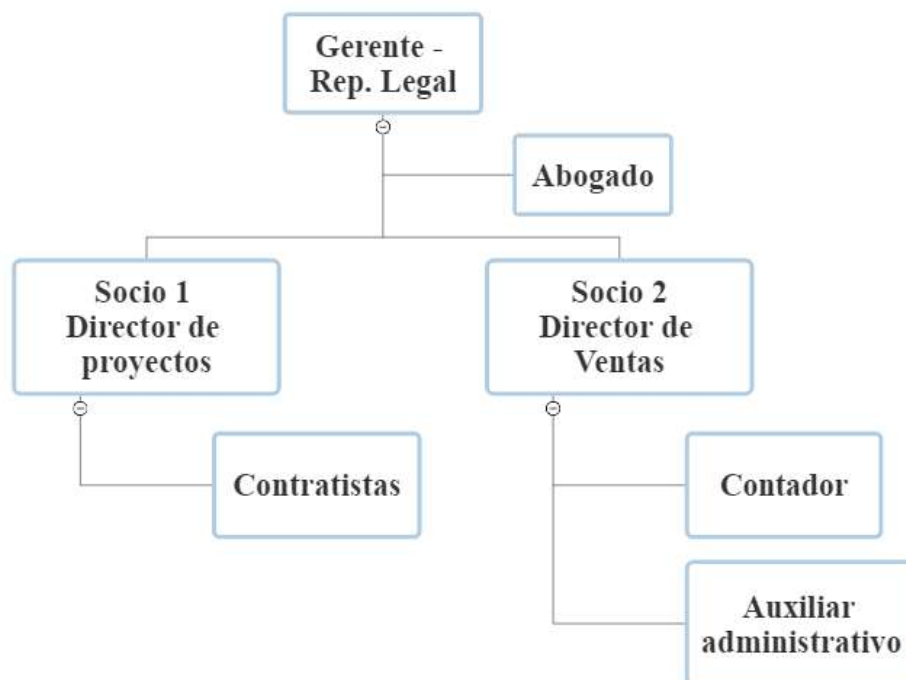 Gerente -
Rep. Legal
Abogado
Socio 1
Director de
proyectos
Socio 2
Director de
Ventas
Contratistas
Contador
Auxiliar
administrativo